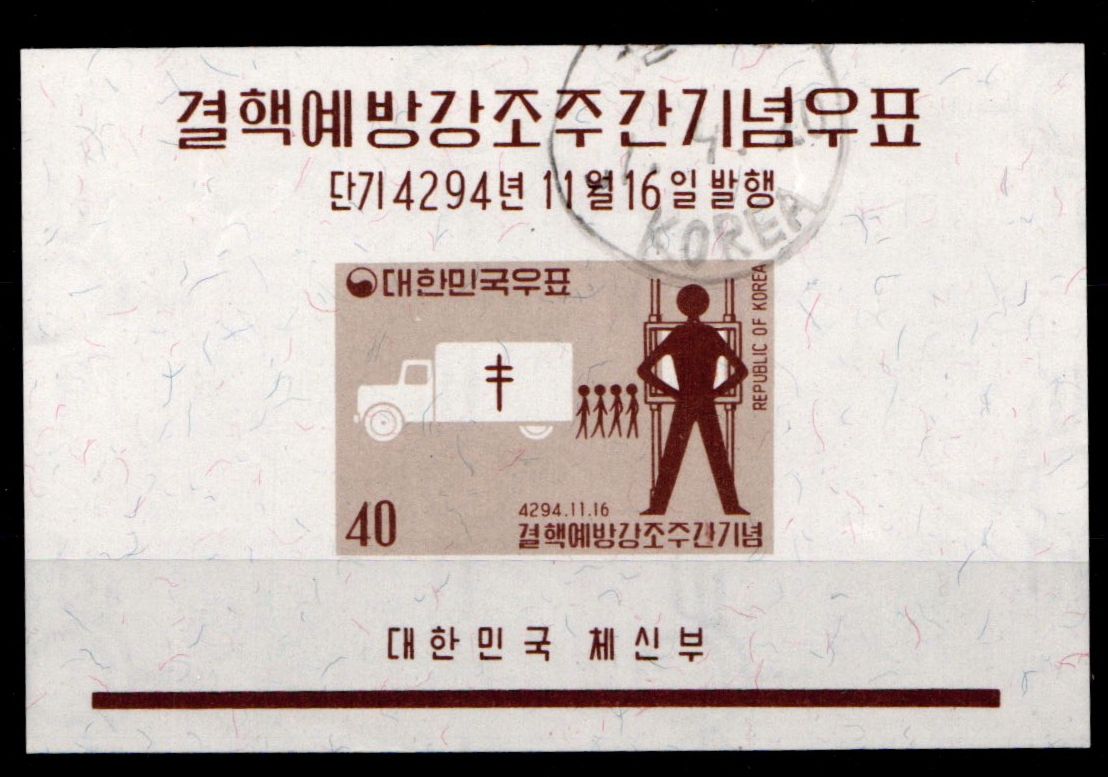 결핵예방강조주간기념우표
단기 4294년 11월 16일 발행
KOREA
대한민국우표
REPUBLIC OF KOREA
40
4294.11.16
결핵예방강조주간기념
대한민국 체신부